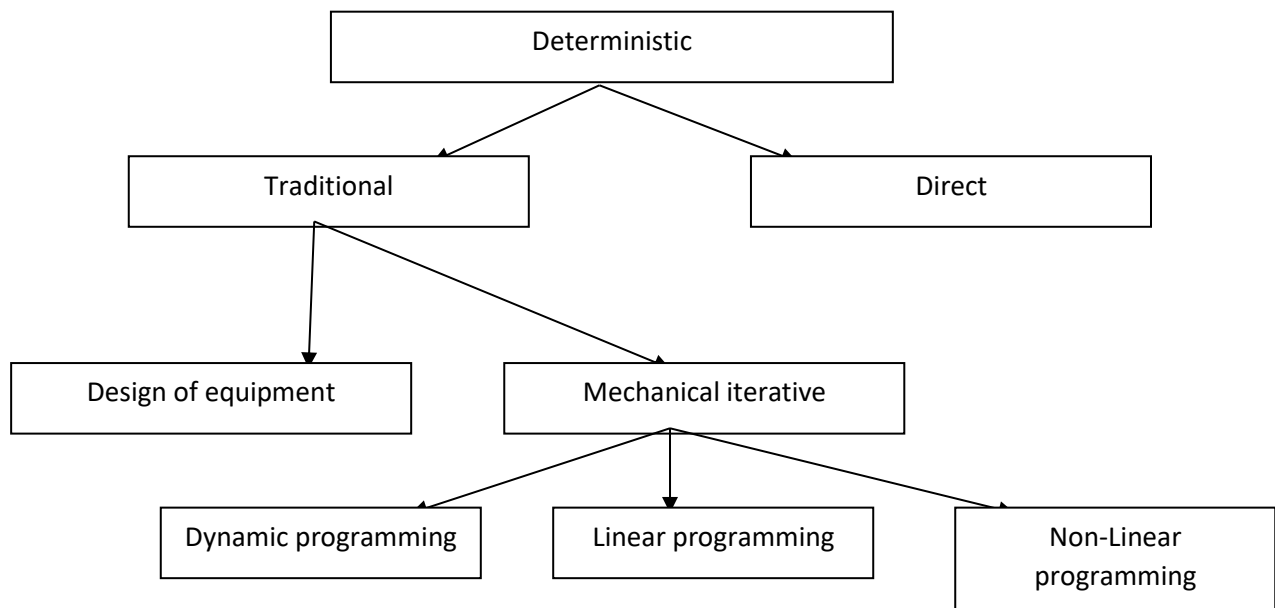 Deterministic
Traditional
Direct
Design of equipment
Mechanical iterative
Dynamic programming
Linear programming
Non-Linear
programming